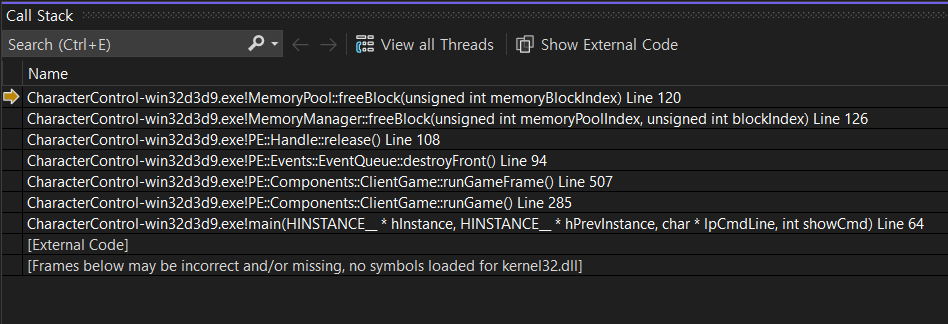 Call Stack
Search (Ctrl+E) View all Threads Show External Code
Name
CharacterControl-win32d3d9.exe!MemoryPool::freeBlock(unsigned int memoryBlockIndex) Line 120
CharacterControl-win32d3d9.exe!MemoryManager::freeBlock(unsigned int memoryPoolIndex, unsigned int blockIndex) Line 126
CharacterControl-win32d3d9.exe!PE::Handle::release() Line 108
CharacterControl-win32d3d9.exe!PE::Events::EventQueue::destroyFront() Line 94
CharacterControl-win32d3d9.exe!PE::Components::ClientGame::runGameFrame() Line 507
CharacterControl-win32d3d9.exe!PE::Components::ClientGame::runGame() Line 285
CharacterControl-win32d3d9.exe!main(HINSTANCE__ * hInstance, HINSTANCE__ * hPrevInstance, char * lpCmdLine, int showCmd) Line 64
[External Code]
[Frames below may be incorrect and/or missing, no symbols loaded for kernel32.dll]